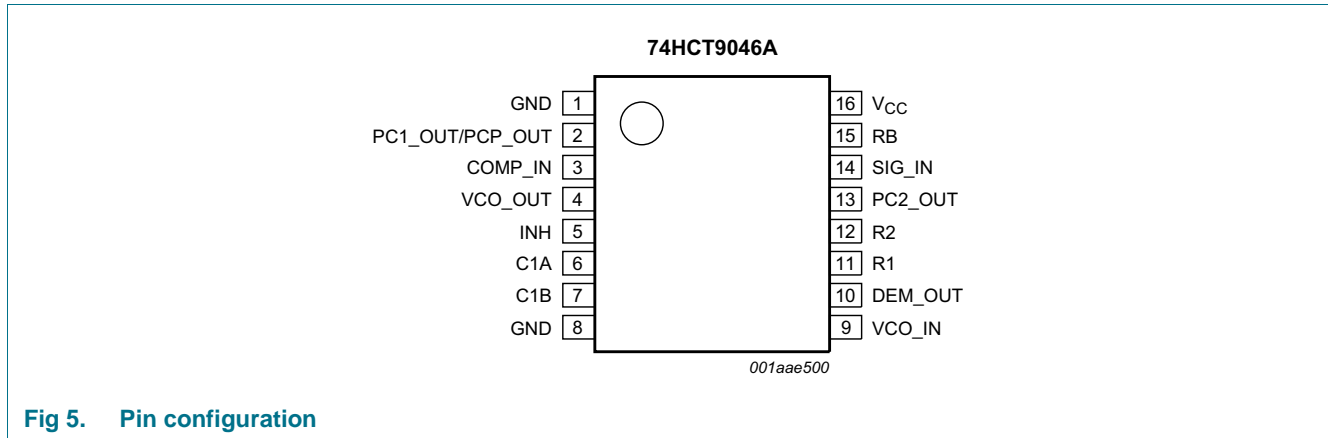 74HCT9046A
GND 1
PC1_OUT/PCP_OUT 2
COMP_IN 3
VCO_OUT 4
INH 5
C1A 6
C1B 7
GND 8
16 VCC
15 RB
14 SIG_IN
13 PC2_OUT
12 R2
11 R1
10 DEM_OUT
9 VCO_IN
001aae500
Fig 5. Pin configuration